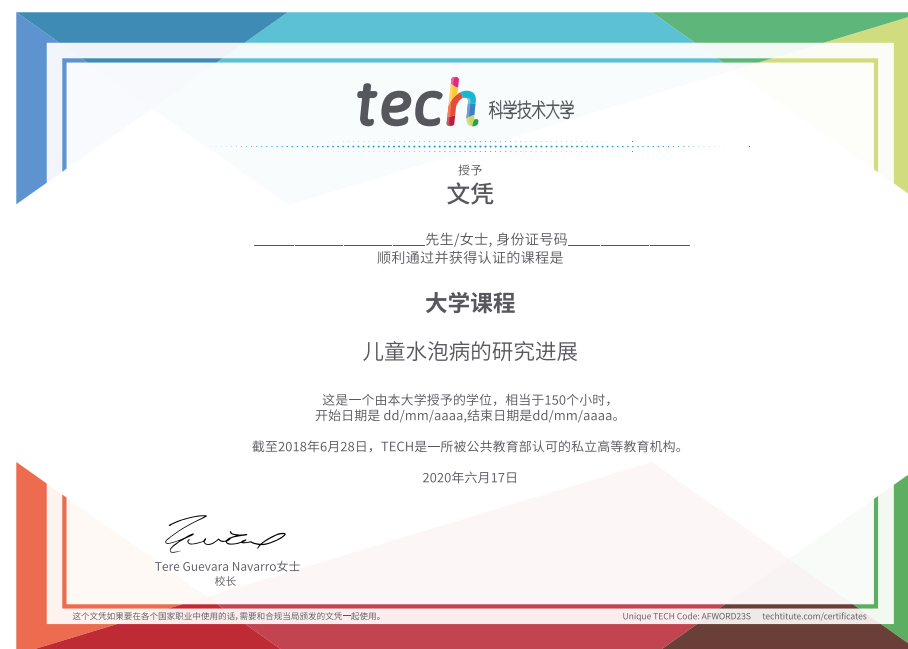 tech 科学技术大学
授予
文凭
先生/女士, 身份证号码
顺利通过并获得认证的课程是
大学课程
儿童水泡病的研究进展
这是一个由本大学授予的学位，相当于150个小时，
开始日期是 dd/mm/aaaa,结束日期是dd/mm/aaaa。
截至2018年6月28日，TECH是一所被公共教育部认可的私立高等教育机构。
2020年六月17日
Tere Guevara Navarro女士
校长
这个文凭如果要在各个国家职业中使用的话,需要和合规当局颁发的文凭一起使用。
Unique TECH Code: AFWORD23S techtitute.com/certificates